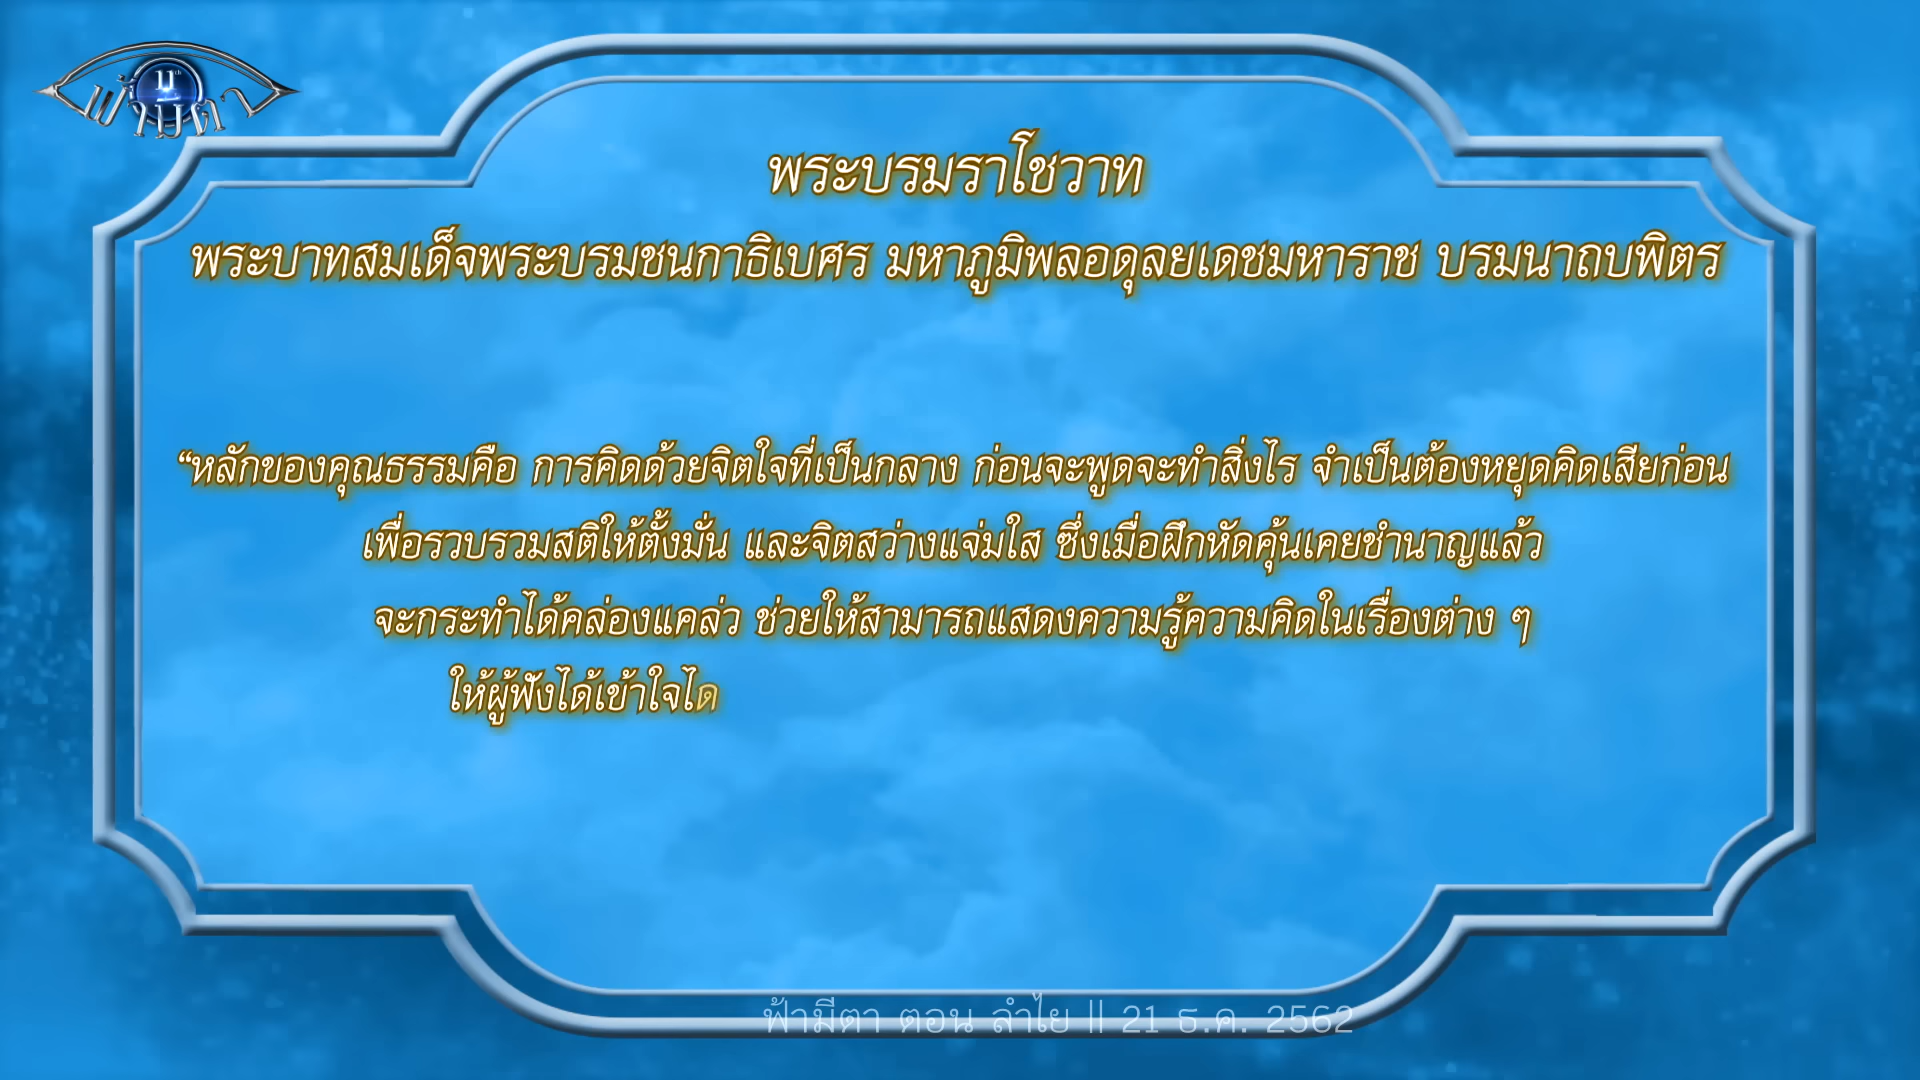 11th
ฟ้ามีตา
พระบรมราโชวาท
พระบาทสมเด็จพระบรมชนกาธิเบศร มหาภูมิพลอดุลยเดชมหาราช บรมนาถบพิตร
“หลักของคุณธรรมคือ การคิดด้วยจิตใจที่เป็นกลาง ก่อนจะพูดจะทำสิ่งไร จำเป็นต้องหยุดคิดเสียก่อน
เพื่อรวบรวมสติให้ตั้งมั่น และจิตสว่างแจ่มใส ซึ่งเมื่อฝึกหัดคุ้นเคยชำนาญแล้ว
จะกระทำได้คล่องแคล่ว ช่วยให้สามารถแสดงความรู้ความคิดในเรื่องต่าง ๆ
ให้ผู้ฟังได้เข้าใจได
ฟ้ามีตา ตอน ลำไย || 21 ธ.ค. 2562